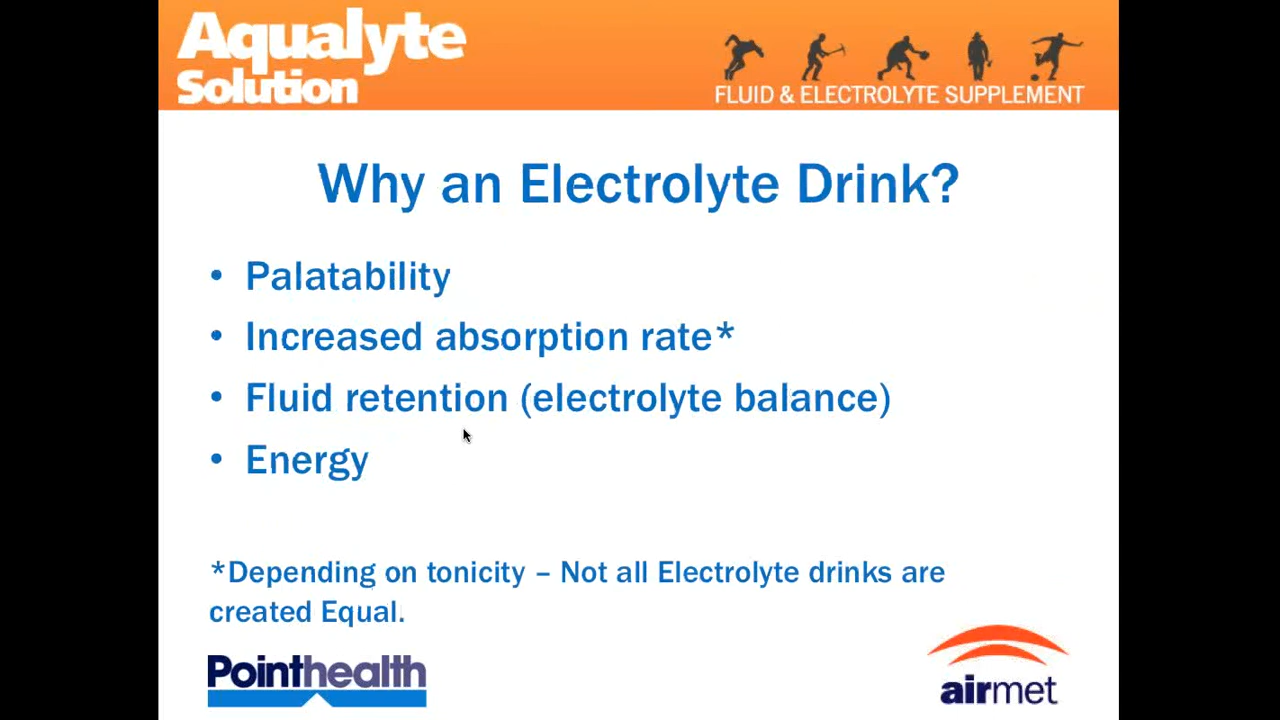 Aqualyte
Solution
FLUID & ELECTROLYTE SUPPLEMENT
Why an Electrolyte Drink?
• Palatability
• Increased absorption rate*
• Fluid retention (electrolyte balance)
• Energy
*Depending on tonicity – Not all Electrolyte drinks are
created Equal.
Pointhealth
airmet